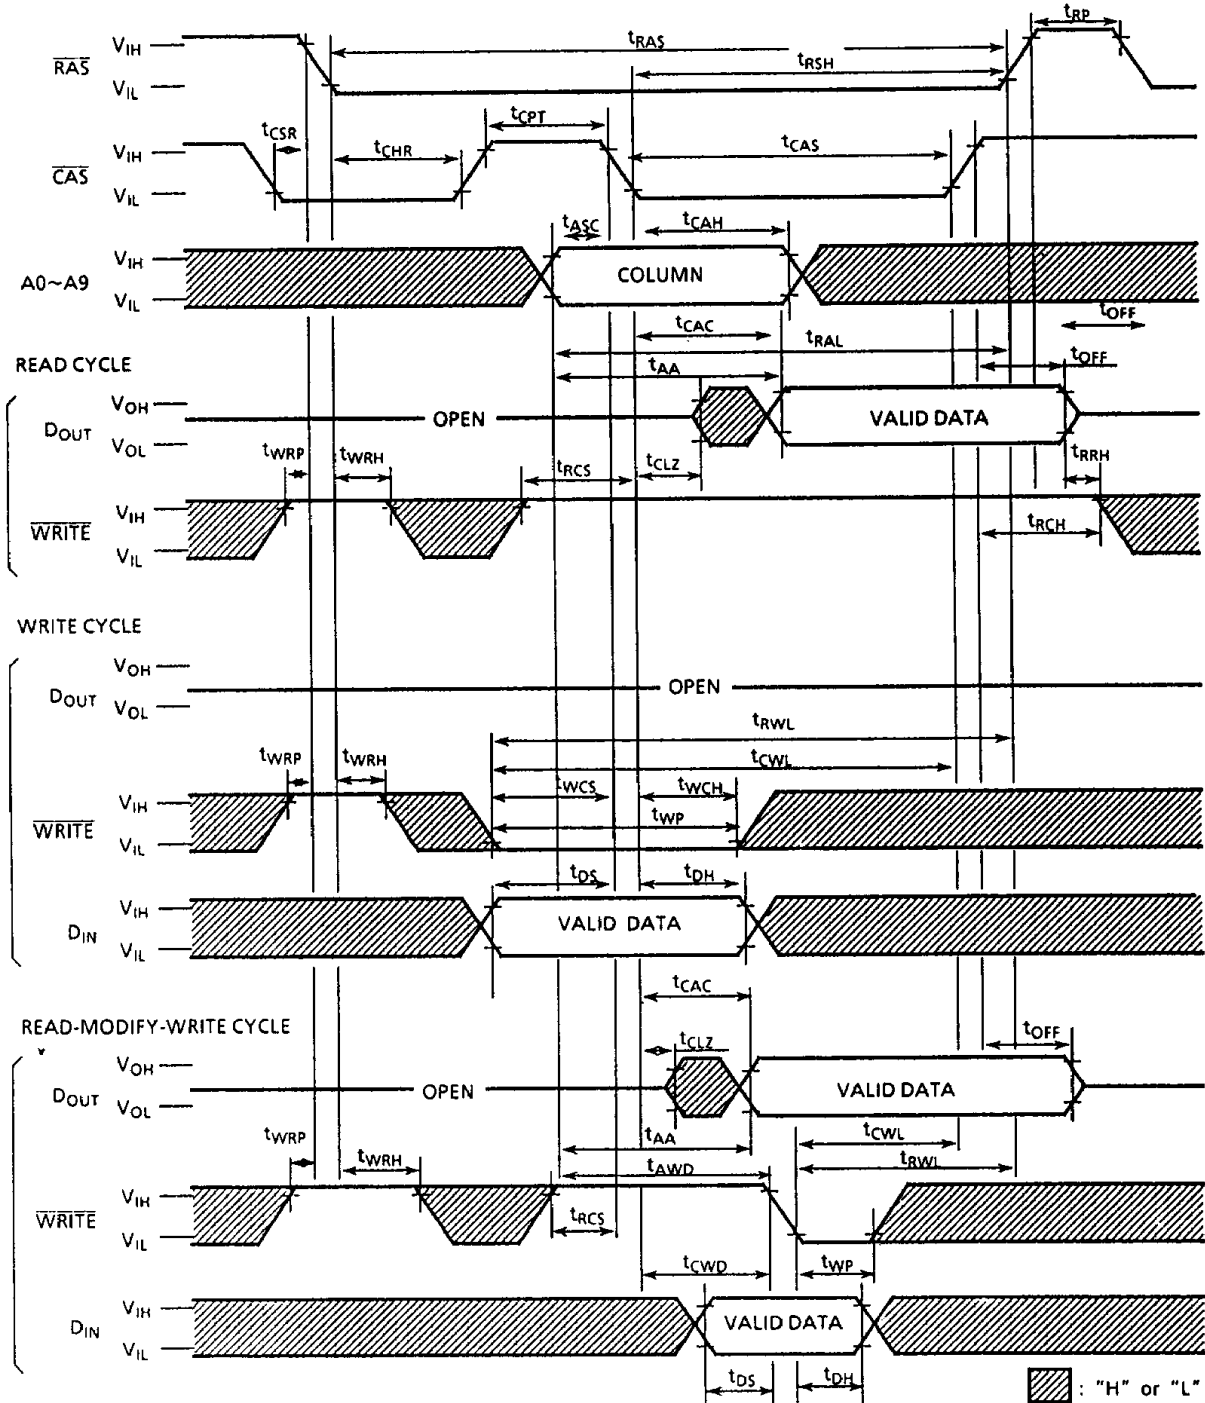 tRP
VIH
tRAS
RAS
tRSH
VIL
tCSR
tCPT
VIH
tCHR
tCAS
CAS
VIL
tASC
tCAH
VIH
A0~A9
COLUMN
VIL
tCAC
tOFF
tRAL
READ CYCLE
tAA
tOFF
VOH
DOUT
OPEN
VALID DATA
VOL
tWRP
tWRH
tRCS
tCLZ
tRRH
VIH
WRITE
tRCH
VIL
WRITE CYCLE
VOH
DOUT
OPEN
VOL
tRWL
tWRP
tWRH
tCWL
tWCS
tWCH
VIH
WRITE
tWP
VIL
tDS
tDH
VIH
DIN
VALID DATA
VIL
tCAC
READ-MODIFY-WRITE CYCLE
tCLZ
tOFF
VOH
DOUT
OPEN
VALID DATA
VOL
tWRP
tAA
tCWL
tWRH
tAWD
tRWL
VIH
WRITE
tRCS
VIL
tCWD
tWP
VIH
DIN
VALID DATA
VIL
tDS
tDH
: "H" or "L"